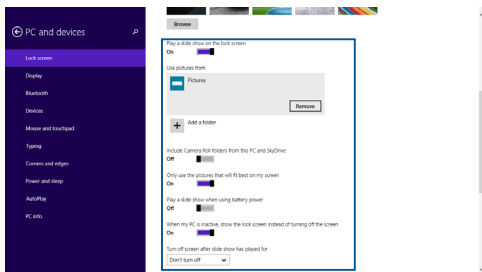 PC and devices
Lock screen
Display
Bluetooth
Devices
Mouse and touchpad
Typing
Corners and edges
Power and sleep
AutoPlay
PC info
Browse
Play a slide show on the lock screen
On
Use pictures from
Pictures
Remove
Add a folder
Include Camera Roll folders from this PC and SkyDrive
Off
Only use the pictures that will fit best on my screen
On
Play a slide show when using battery power
Off
When my PC is inactive, show the lock screen instead of turning off the screen
On
Turn off screen after slide show has played for
Don't turn off